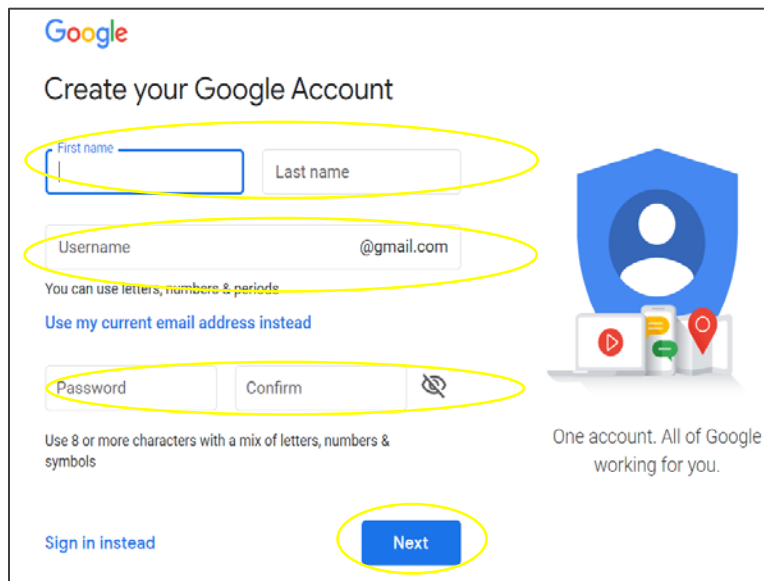 Google
Create your Google Account
First name
Last name
Username @gmail.com
You can use letters, numbers & periods
Use my current email address instead
Password Confirm
Use 8 or more characters with a mix of letters, numbers &
symbols
One account. All of Google
working for you.
Sign in instead
Next